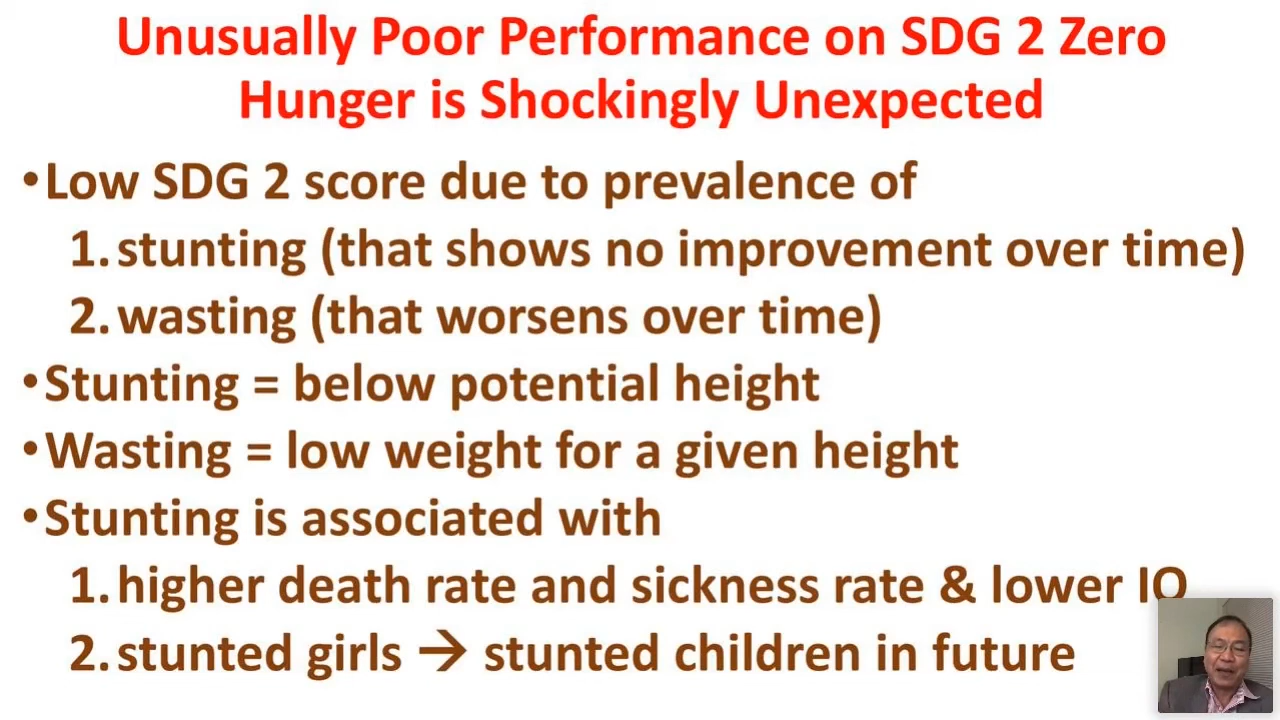 Unusually Poor Performance on SDG 2 Zero
Hunger is Shockingly Unexpected
•Low SDG 2 score due to prevalence of
1. stunting (that shows no improvement over time)
2. wasting (that worsens over time)
•Stunting = below potential height
•Wasting = low weight for a given height
•Stunting is associated with
1. higher death rate and sickness rate & lower IQ
2. stunted girls → stunted children in future